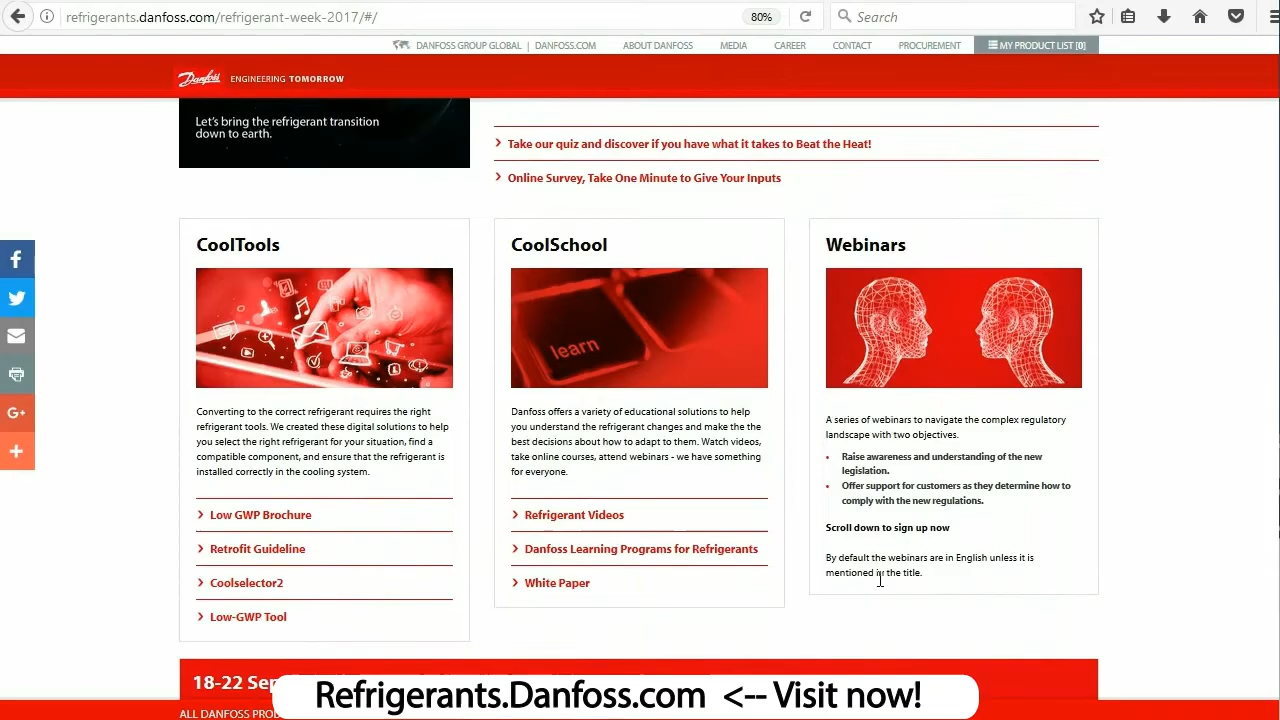 refrigerants.danfoss.com/refrigerant-week-2017/#/
80%
Search
DANFOSS GROUP GLOBAL | DANFOSS.COM ABOUT DANFOSS MEDIA CAREER CONTACT PROCUREMENT MY PRODUCT LIST [0]
Danfoss ENGINEERING TOMORROW
Let's bring the refrigerant transition
down to earth.
Take our quiz and discover if you have what it takes to Beat the Heat!
Online Survey, Take One Minute to Give Your Inputs
CoolTools
Converting to the correct refrigerant requires the right
refrigerant tools. We created these digital solutions to help
you select the right refrigerant for your situation, find a
compatible component, and ensure that the refrigerant is
installed correctly in the cooling system.
Low GWP Brochure
Retrofit Guideline
Coolselector2
Low-GWP Tool
CoolSchool
learn
Danfoss offers a variety of educational solutions to help
you understand the refrigerant changes and make the the
best decisions about how to adapt to them. Watch videos,
take online courses, attend webinars - we have something
for everyone.
Refrigerant Videos
Danfoss Learning Programs for Refrigerants
White Paper
Webinars
A series of webinars to navigate the complex regulatory
landscape with two objectives.
• Raise awareness and understanding of the new
legislation.
• Offer support for customers as they determine how to
comply with the new regulations.
Scroll down to sign up now
By default the webinars are in English unless it is
mentioned in the title.
18-22
Refrigerants.Danfoss.com <-- Visit now!
ALL DANFOSS